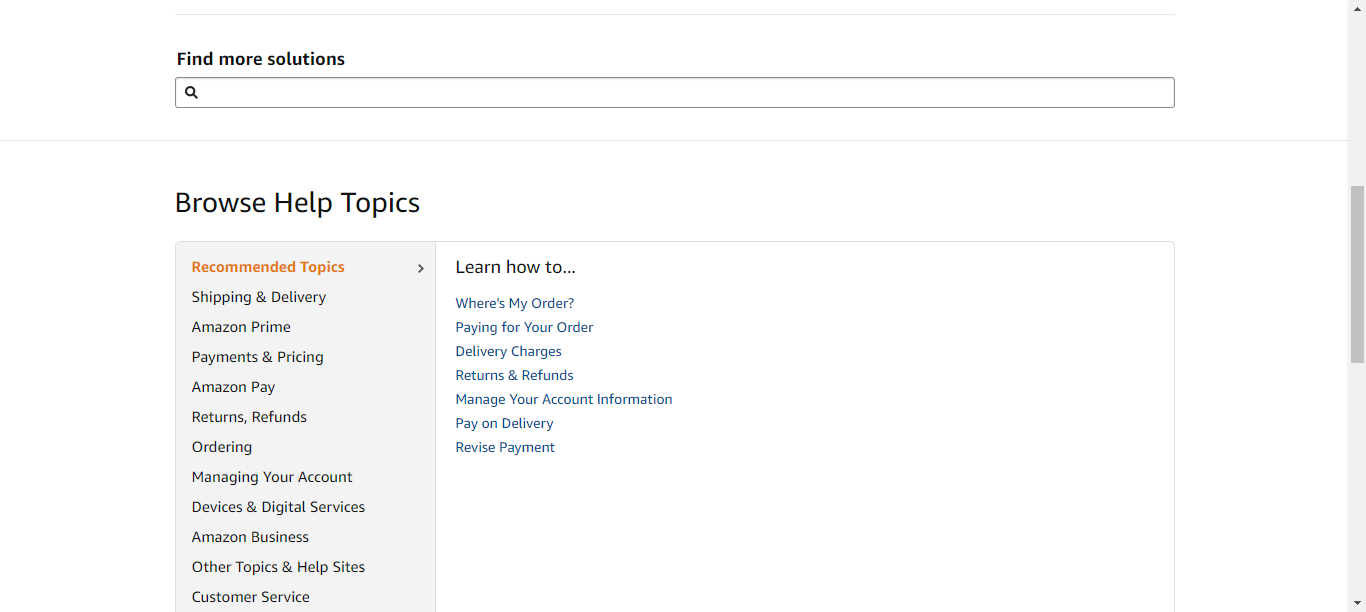 Find more solutions
Browse Help Topics
Recommended Topics
Shipping & Delivery
Amazon Prime
Payments & Pricing
Amazon Pay
Returns, Refunds
Ordering
Managing Your Account
Devices & Digital Services
Amazon Business
Other Topics & Help Sites
Customer Service
Learn how to...
Where's My Order?
Paying for Your Order
Delivery Charges
Returns & Refunds
Manage Your Account Information
Pay on Delivery
Revise Payment